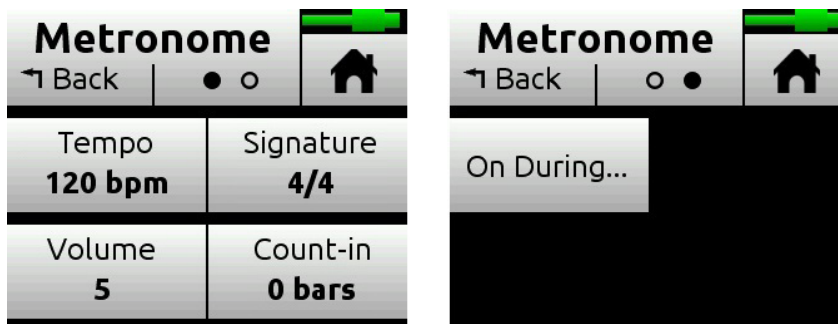 Metronome
Back
Tempo
120 bpm
Signature
4/4
Volume
5
Count-in
0 bars
Metronome
Back
On During...